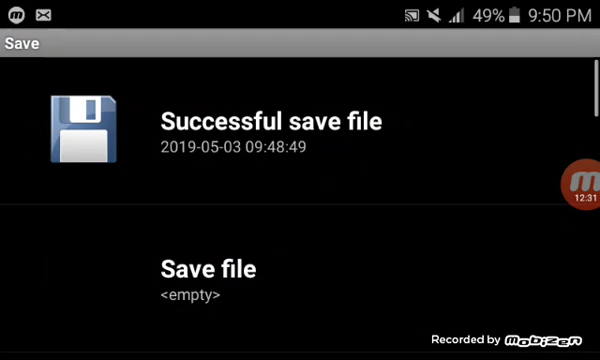 49% 9:50 PM
Save
Successful save file
2019-05-03 09:48:49
12:31
Save file
<empty>
Recorded by mobizen